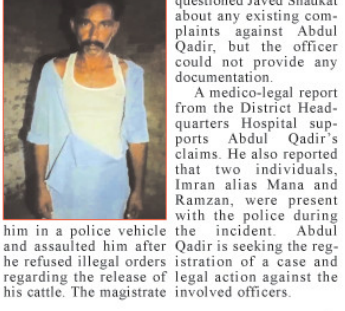 him in a police vehicle
and assaulted him after
he refused illegal orders
regarding the release of
his cattle. The magistrate
questioned Javed Shaukat
about any existing com-
plaints against Abdul
Qadir, but the officer
could not provide any
documentation.
A medico-legal report
from the District Head-
quarters Hospital sup-
ports Abdul Qadir's
claims. He also reported
that two individuals,
Imran alias Mana and
Ramzan, were present
with the police during
the incident. Abdul
Qadir is seeking the reg-
istration of a case and
legal action against the
involved officers.